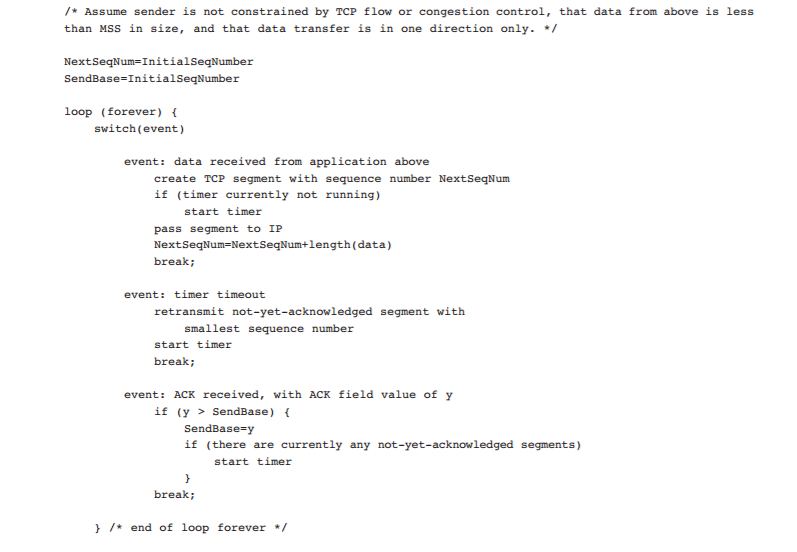 /* Assume sender is not constrained by TCP flow or congestion control, that data from above is less
than MSS in size, and that data transfer is in one direction only. */
NextSeqNum=InitialSeqNumber
SendBase=InitialSeqNumber
loop (forever) {
switch(event)
event: data received from application above
create TCP segment with sequence number NextSeqNum
if (timer currently not running)
start timer
pass segment to IP
NextSeqNum=NextSeqNum+length(data)
break;
event: timer timeout
retransmit not-yet-acknowledged segment with
smallest sequence number
start timer
break;
event: ACK received, with ACK field value of y
if (y > SendBase) {
SendBase=y
if (there are currently any not-yet-acknowledged segments)
start timer
}
break;
} /* end of loop forever */